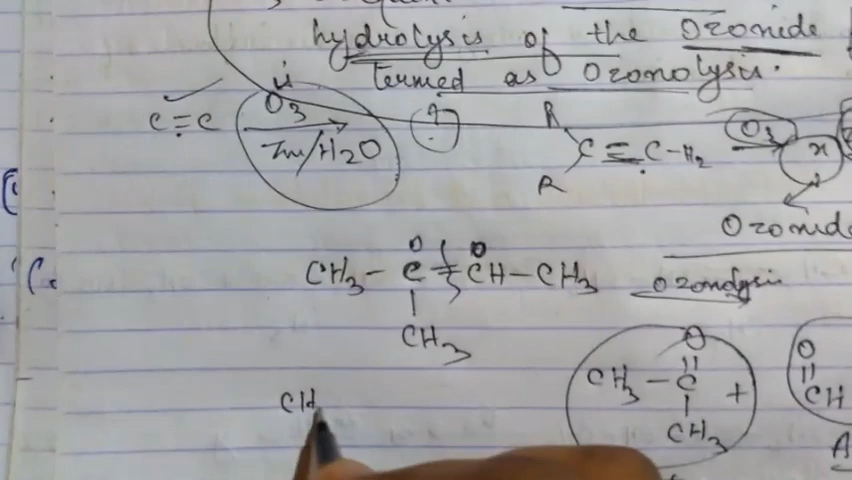 hydrolysis of the Ozonide
termed as Ozonolysis.
C=C O3 Zn/H2O ?
R
C = C-H2 O3 x
R
Ozonide
CH3-C=CH-CH3 ozonolysis
O O
CH3
O O
CH3-C + CH
CH3
CH